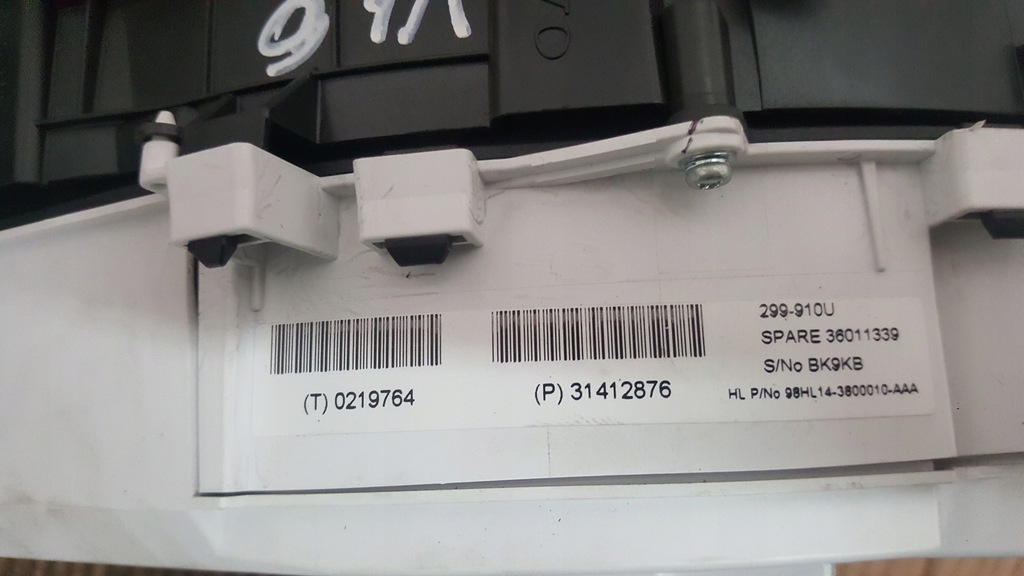 299-910U
SPARE 36011339
S/No BK9KB
HL P/No 98HL14-3800010-AAA
(T) 0219764
(P) 31412876